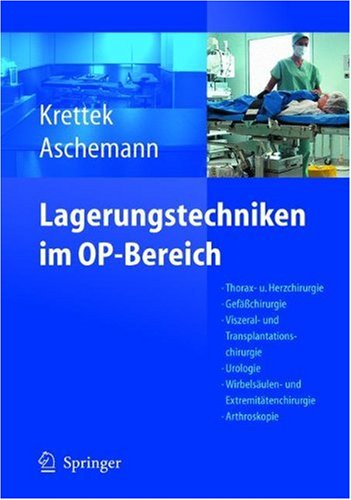 Krettek
Aschemann
Lagerungstechniken
im OP-Bereich
· Thorax- u. Herzchirurgie
· Gefäßchirurgie
· Viszeral- und
Transplantations-
chirurgie
· Urologie
· Wirbelsäulen- und
Extremitätenchirurgie
· Arthroskopie
Springer